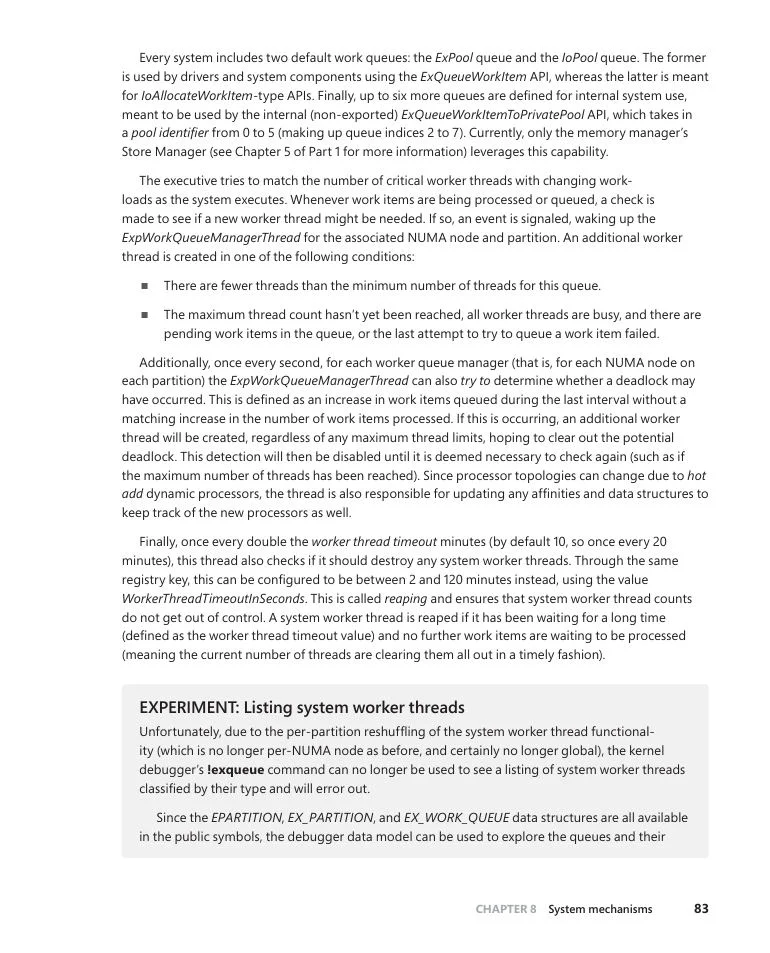 Every system includes two default work queues: the ExPool queue and the IoPool queue. The former
is used by drivers and system components using the ExQueueWorkItem API, whereas the latter is meant
for IoAllocateWorkItem-type APIs. Finally, up to six more queues are defined for internal system use,
meant to be used by the internal (non-exported) ExQueueWorkItemToPrivatePool API, which takes in
a pool identifier from 0 to 5 (making up queue indices 2 to 7). Currently, only the memory manager’s
Store Manager (see Chapter 5 of Part 1 for more information) leverages this capability.
The executive tries to match the number of critical worker threads with changing work-
loads as the system executes. Whenever work items are being processed or queued, a check is
made to see if a new worker thread might be needed. If so, an event is signaled, waking up the
ExpWorkQueueManagerThread for the associated NUMA node and partition. An additional worker
thread is created in one of the following conditions:
■ There are fewer threads than the minimum number of threads for this queue.
■ The maximum thread count hasn’t yet been reached, all worker threads are busy, and there are
pending work items in the queue, or the last attempt to try to queue a work item failed.
Additionally, once every second, for each worker queue manager (that is, for each NUMA node on
each partition) the ExpWorkQueueManagerThread can also try to determine whether a deadlock may
have occurred. This is defined as an increase in work items queued during the last interval without a
matching increase in the number of work items processed. If this is occurring, an additional worker
thread will be created, regardless of any maximum thread limits, hoping to clear out the potential
deadlock. This detection will then be disabled until it is deemed necessary to check again (such as if
the maximum number of threads has been reached). Since processor topologies can change due to hot
add dynamic processors, the thread is also responsible for updating any affinities and data structures to
keep track of the new processors as well.
Finally, once every double the worker thread timeout minutes (by default 10, so once every 20
minutes), this thread also checks if it should destroy any system worker threads. Through the same
registry key, this can be configured to be between 2 and 120 minutes instead, using the value
WorkerThreadTimeoutInSeconds. This is called reaping and ensures that system worker thread counts
do not get out of control. A system worker thread is reaped if it has been waiting for a long time
(defined as the worker thread timeout value) and no further work items are waiting to be processed
(meaning the current number of threads are clearing them all out in a timely fashion).
EXPERIMENT: Listing system worker threads
Unfortunately, due to the per-partition reshuffling of the system worker thread functional-
ity (which is no longer per-NUMA node as before, and certainly no longer global), the kernel
debugger’s !exqueue command can no longer be used to see a listing of system worker threads
classified by their type and will error out.
Since the EPARTITION, EX_PARTITION, and EX_WORK_QUEUE data structures are all available
in the public symbols, the debugger data model can be used to explore the queues and their
CHAPTER 8 System mechanisms 83